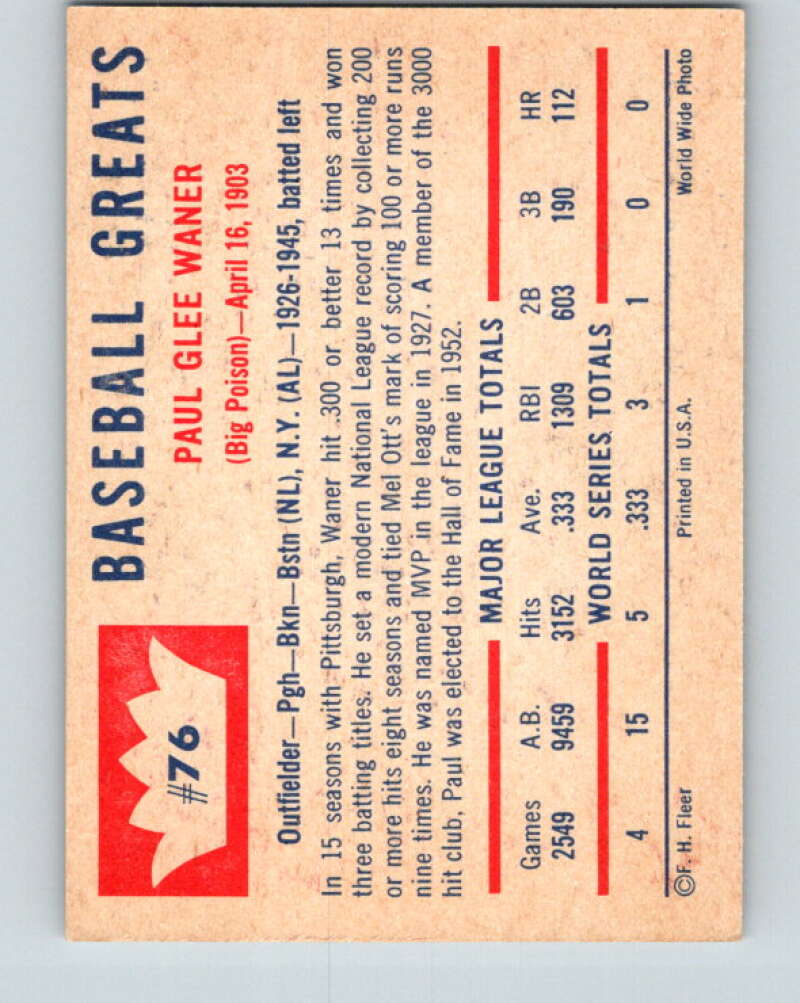 #76
BASEBALL GREATS
PAUL GLEE WANER
(Big Poison)—April 16, 1903
Outfielder—Pgh—Bkn—Bstn (NL), N.Y. (AL)—1926-1945, batted left
In 15 seasons with Pittsburgh, Waner hit .300 or better 13 times and won
three batting titles. He set a modern National League record by collecting 200
or more hits eight seasons and tied Mel Ott's mark of scoring 100 or more runs
nine times. He was named MVP in the league in 1927. A member of the 3000
hit club, Paul was elected to the Hall of Fame in 1952.
MAJOR LEAGUE TOTALS
Games A.B. Hits Ave. RBI 2B 3B HR
2549 9459 3152 .333 1309 603 190 112
WORLD SERIES TOTALS
4 15 5 .333 3 1 0 0
©F. H. Fleer Printed in U.S.A. World Wide Photo